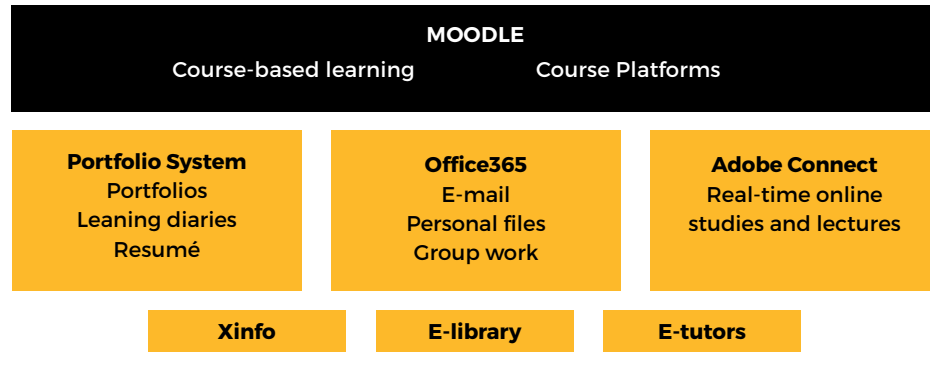 MOODLE
Course-based learning Course Platforms
Portfolio System
Portfolios
Leaning diaries
Resumé
Office365
E-mail
Personal files
Group work
Adobe Connect
Real-time online
studies and lectures
Xinfo
E-library
E-tutors